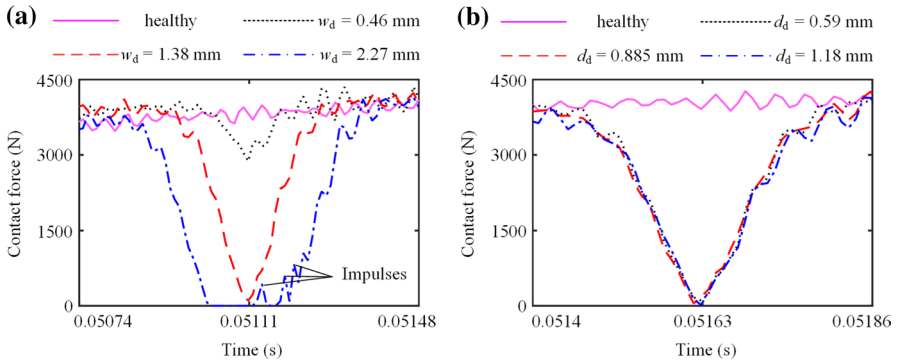 (a)
healthy
w_d = 0.46 mm
w_d = 1.38 mm
w_d = 2.27 mm
4500
3000
1500
0
Contact force (N)
Impulses
0.05074
0.05111
0.05148
Time (s)
(b)
healthy
d_d = 0.59 mm
d_d = 0.885 mm
d_d = 1.18 mm
4500
3000
1500
0
Contact force (N)
0.0514
0.05163
0.05186
Time (s)